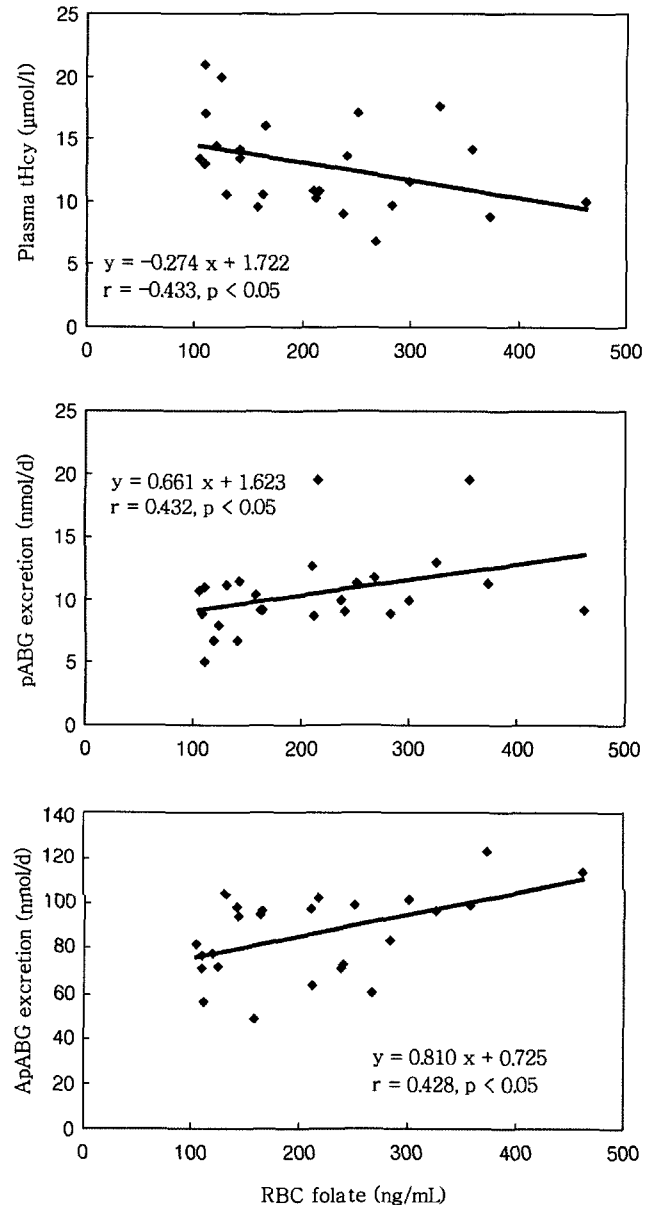 25
20
15
10
5
0
Plasma tHcy (μmol/l)
y = -0.274 x + 1.722
r = -0.433, p < 0.05
0 100 200 300 400 500
25
20
15
10
5
0
pABG excretion (nmol/d)
y = 0.661 x + 1.623
r = 0.432, p < 0.05
0 100 200 300 400 500
140
120
100
80
60
40
20
0
ApABG excretion (nmol/d)
y = 0.810 x + 0.725
r = 0.428, p < 0.05
0 100 200 300 400 500
RBC folate (ng/mL)